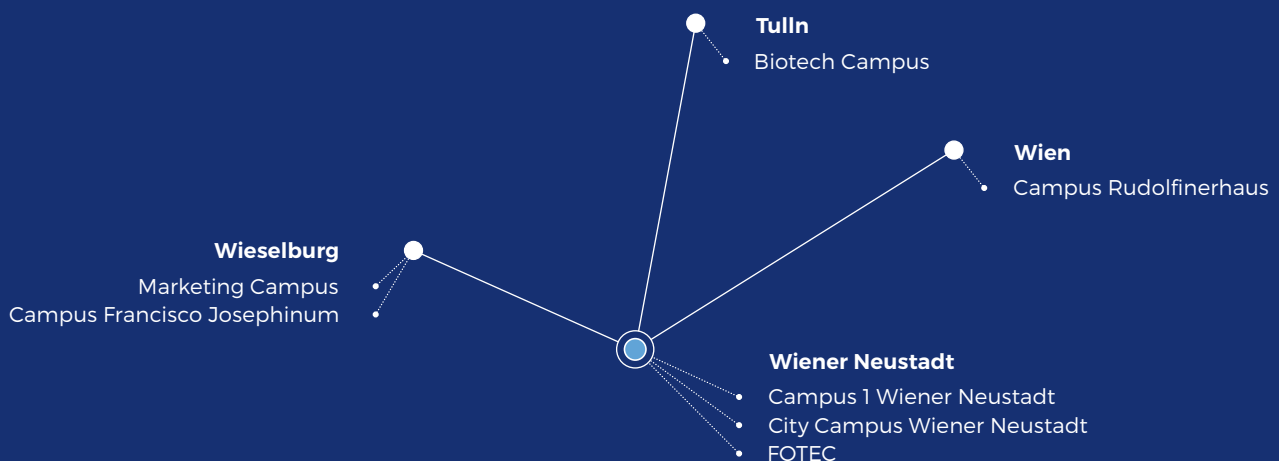 Tulln
Biotech Campus
Wien
Campus Rudolfinerhaus
Wieselburg
Marketing Campus
Campus Francisco Josephinum
Wiener Neustadt
Campus 1 Wiener Neustadt
City Campus Wiener Neustadt
FOTEC